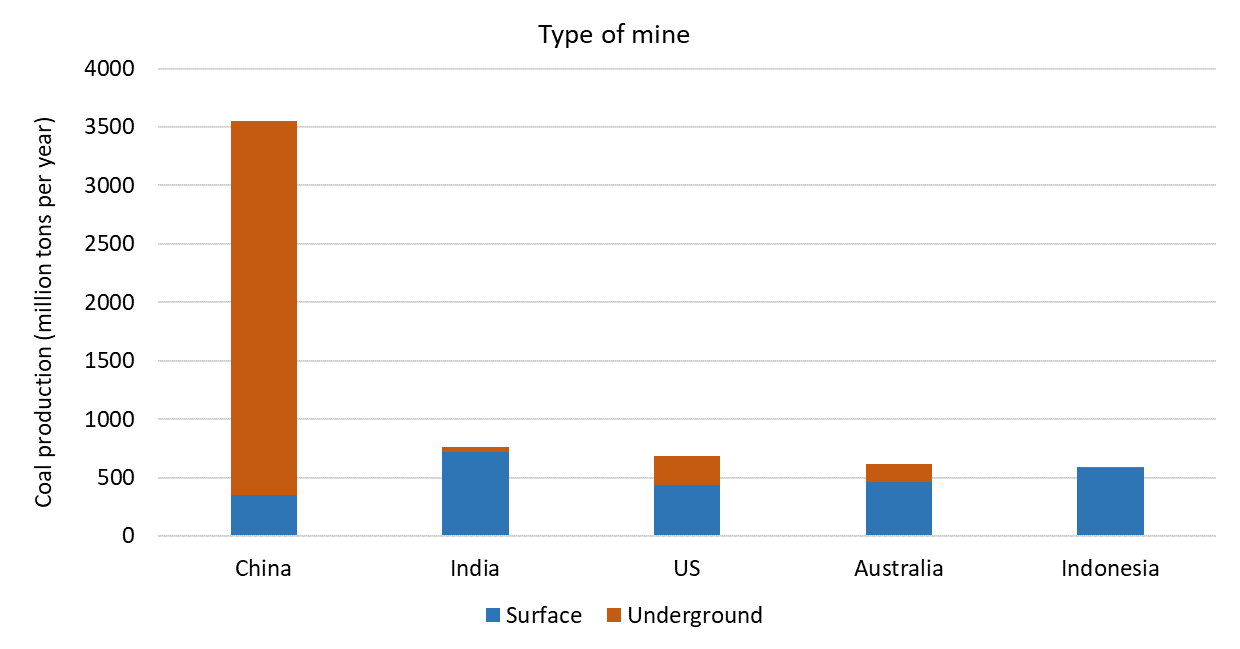 Type of mine
Coal production (million tons per year)
4000
3500
3000
2500
2000
1500
1000
500
0
China India US Australia Indonesia
Surface Underground